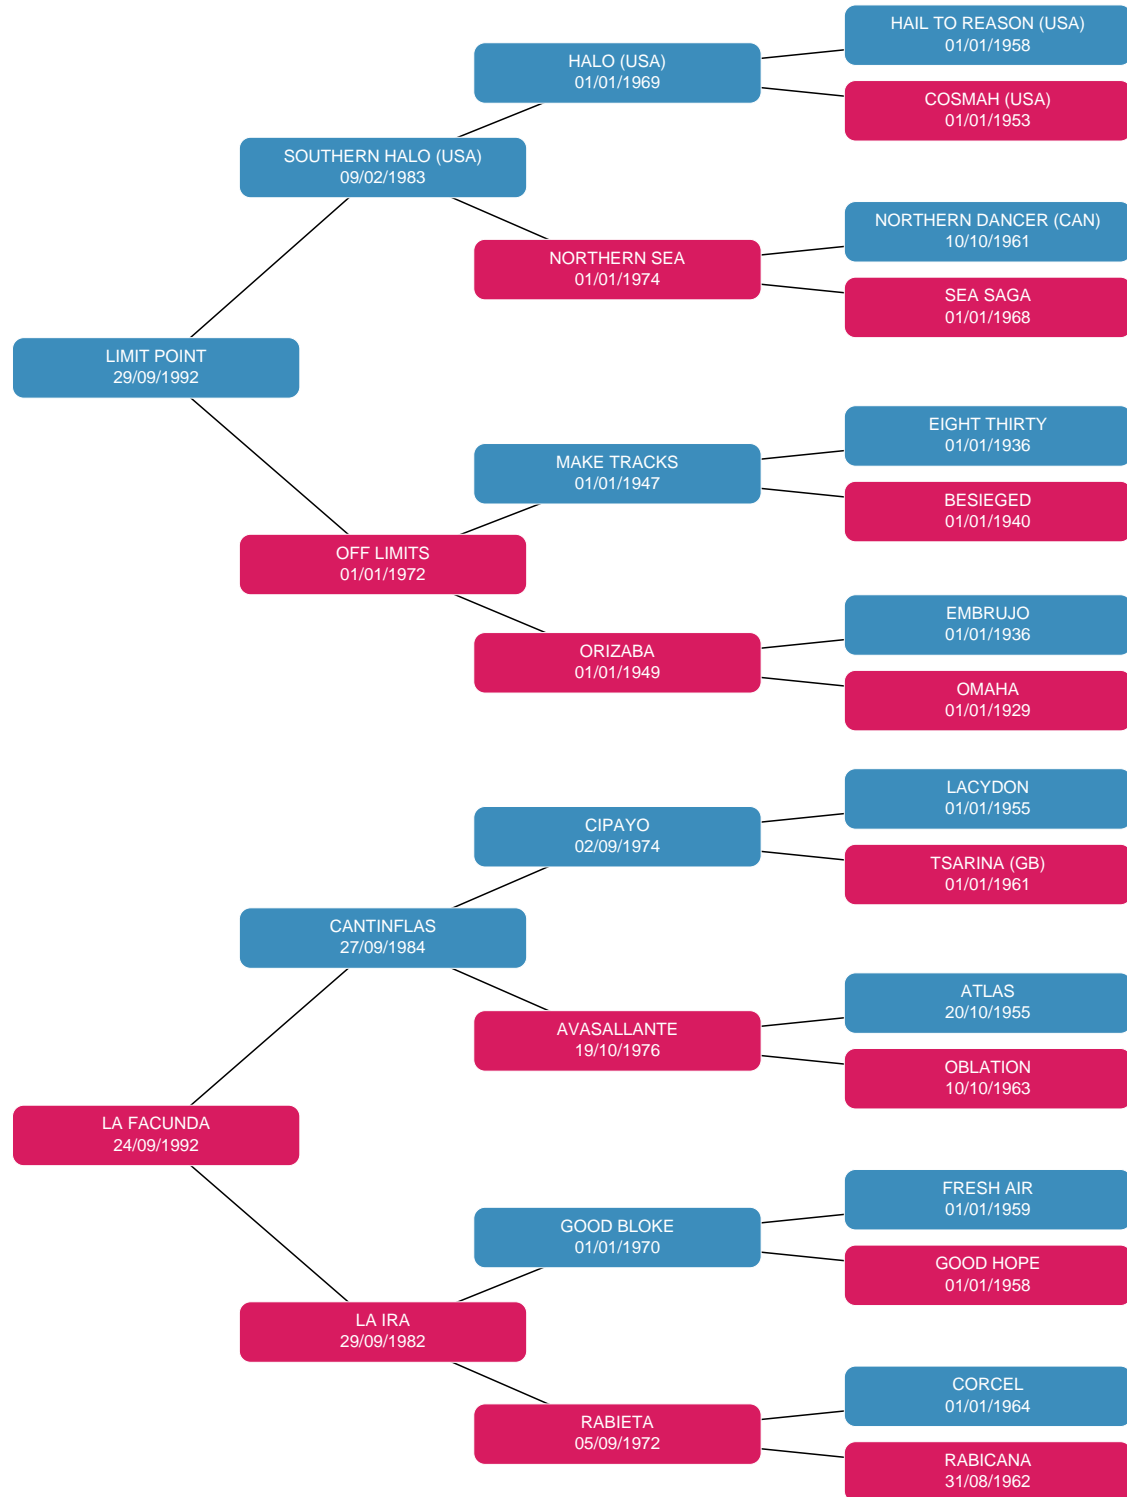 HAIL TO REASON (USA)
01/01/1958
HALO (USA)
01/01/1969
COSMAH (USA)
01/01/1953
SOUTHERN HALO (USA)
09/02/1983
NORTHERN DANCER (CAN)
10/10/1961
NORTHERN SEA
01/01/1974
SEA SAGA
01/01/1968
LIMIT POINT
29/09/1992
EIGHT THIRTY
01/01/1936
MAKE TRACKS
01/01/1947
BESIEGED
01/01/1940
OFF LIMITS
01/01/1972
EMBRUJO
01/01/1936
ORIZABA
01/01/1949
OMAHA
01/01/1929
LACYDON
01/01/1955
CIPAYO
02/09/1974
TSARINA (GB)
01/01/1961
CANTINFLAS
27/09/1984
ATLAS
20/10/1955
AVASALLANTE
19/10/1976
OBLATION
10/10/1963
LA FACUNDA
24/09/1992
FRESH AIR
01/01/1959
GOOD BLOKE
01/01/1970
GOOD HOPE
01/01/1958
LA IRA
29/09/1982
CORCEL
01/01/1964
RABIETA
05/09/1972
RABICANA
31/08/1962